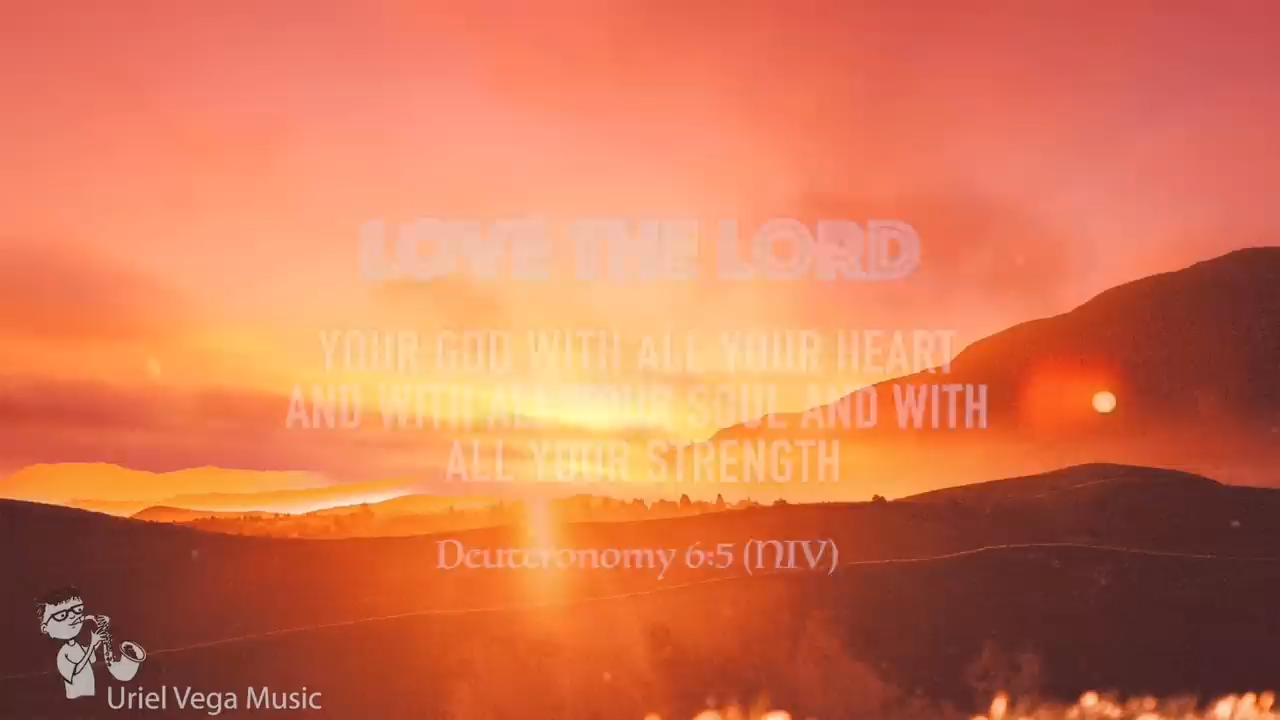 LOVE THE LORD
YOUR GOD WITH ALL YOUR HEART
AND WITH ALL YOUR SOUL AND WITH
ALL YOUR STRENGTH
Deuteronomy 6:5 (NIV)
Uriel Vega Music